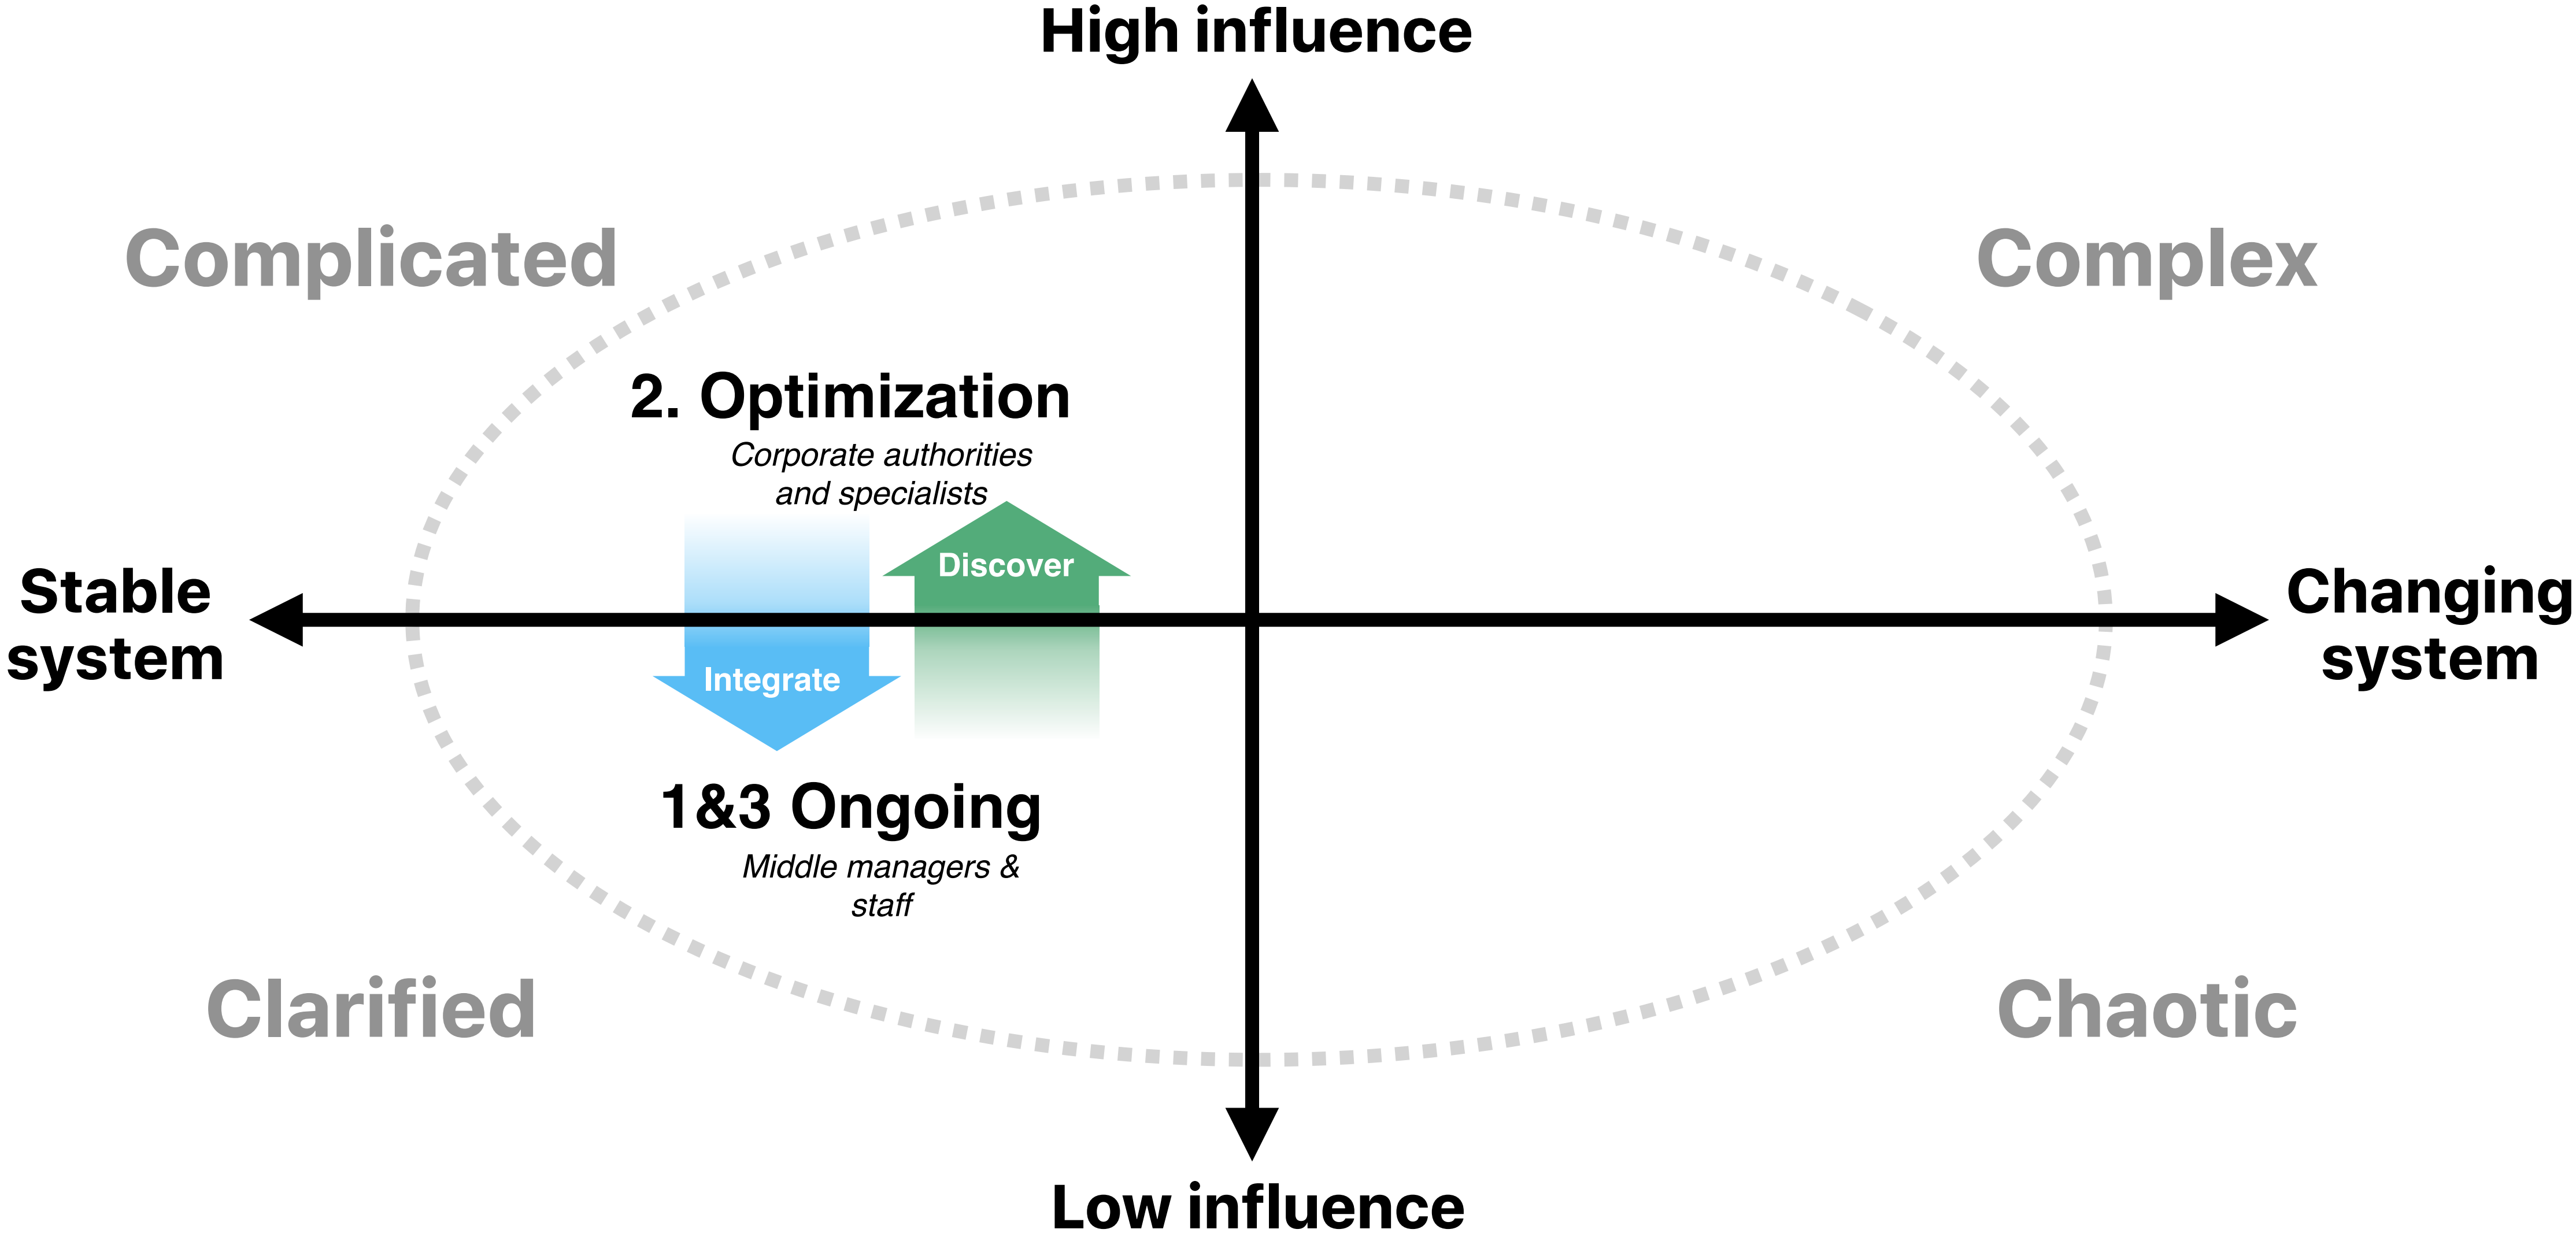 High influence
Complicated
Complex
2. Optimization
Corporate authorities
and specialists
Discover
Stable
system
Changing
system
Integrate
1&3 Ongoing
Middle managers &
staff
Clarified
Chaotic
Low influence